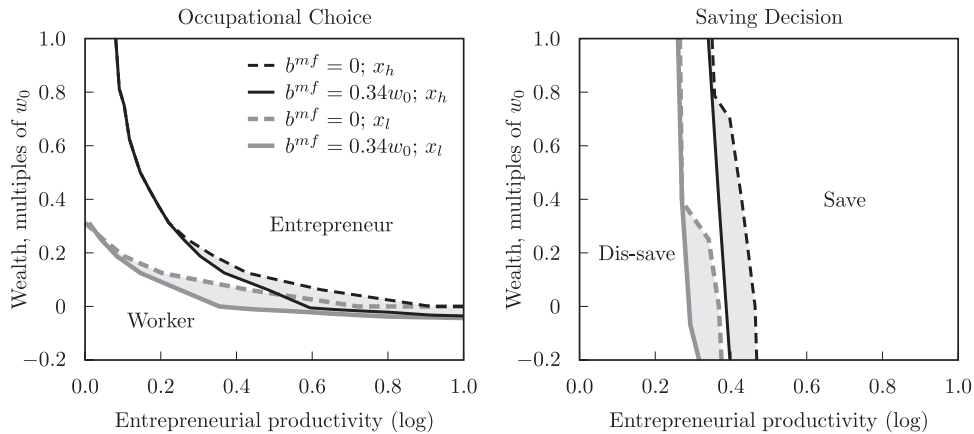 Occupational Choice
Wealth, multiples of w₀
1.0
0.8
0.6
0.4
0.2
0
−0.2
b^{mf} = 0; x_h
b^{mf} = 0.34w₀; x_h
b^{mf} = 0; x_l
b^{mf} = 0.34w₀; x_l
Entrepreneur
Worker
0.0 0.2 0.4 0.6 0.8 1.0
Entrepreneurial productivity (log)
Saving Decision
Wealth, multiples of w₀
1.0
0.8
0.6
0.4
0.2
0
−0.2
Save
Dis-save
0.0 0.2 0.4 0.6 0.8 1.0
Entrepreneurial productivity (log)